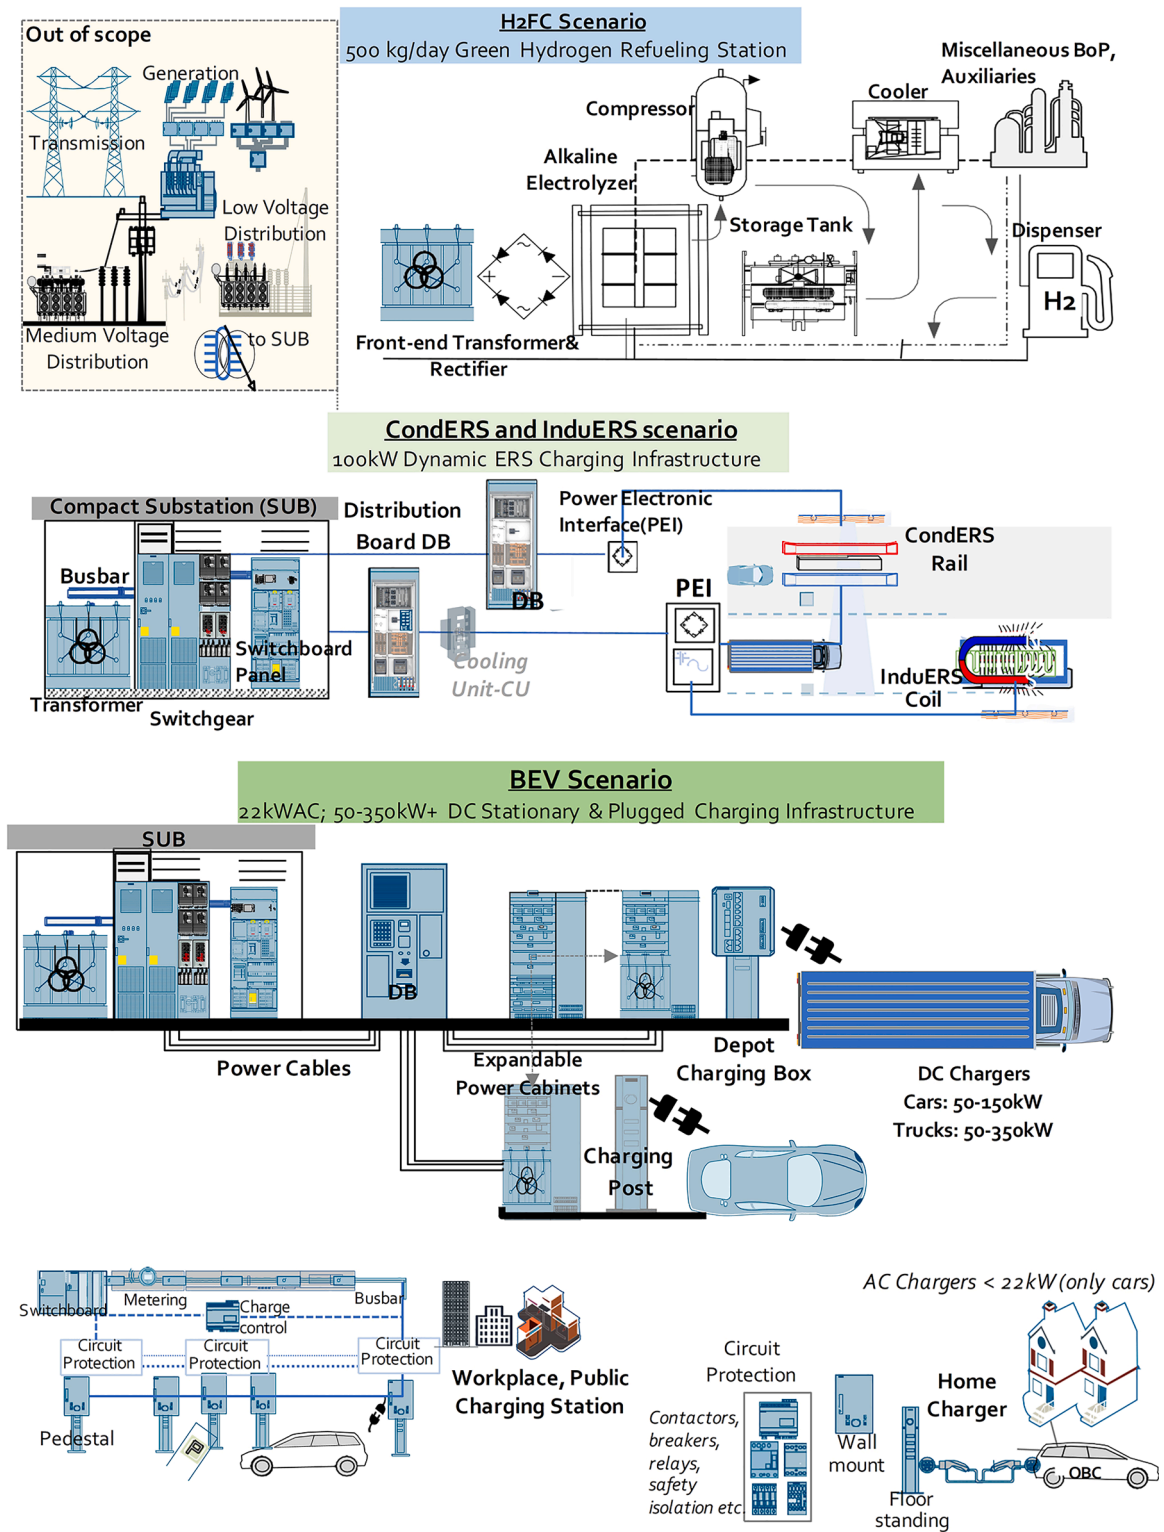 Out of scope
Generation
Transmission
Low Voltage
Distribution
Medium Voltage
Distribution
to SUB
H2FC Scenario
500 kg/day Green Hydrogen Refueling Station
Miscellaneous BoP,
Auxiliaries
Compressor
Cooler
Alkaline
Electrolyzer
Storage Tank
Dispenser
H2
Front-end Transformer&
Rectifier
CondERS and InduERS scenario
100kW Dynamic ERS Charging Infrastructure
Compact Substation (SUB)
Distribution
Board DB
Power Electronic
Interface(PEI)
CondERS
Rail
Busbar
DB
PEI
Switchboard
Panel
Cooling
Unit-CU
InduERS
Coil
Transformer
Switchgear
BEV Scenario
22kWAC; 50-350kW+ DC Stationary & Plugged Charging Infrastructure
SUB
DB
Power Cables
Expandable
Power Cabinets
Depot
Charging Box
DC Chargers
Cars: 50-150kW
Trucks: 50-350kW
Charging
Post
Switchboard
Metering
Busbar
Charge
control
Circuit
Protection
Circuit
Protection
Circuit
Protection
Pedestal
P
Workplace, Public
Charging Station
AC Chargers < 22kW (only cars)
Circuit
Protection
Contactors,
breakers,
relays,
safety
isolation etc.
Wall
mount
Home
Charger
Floor
standing
OBC